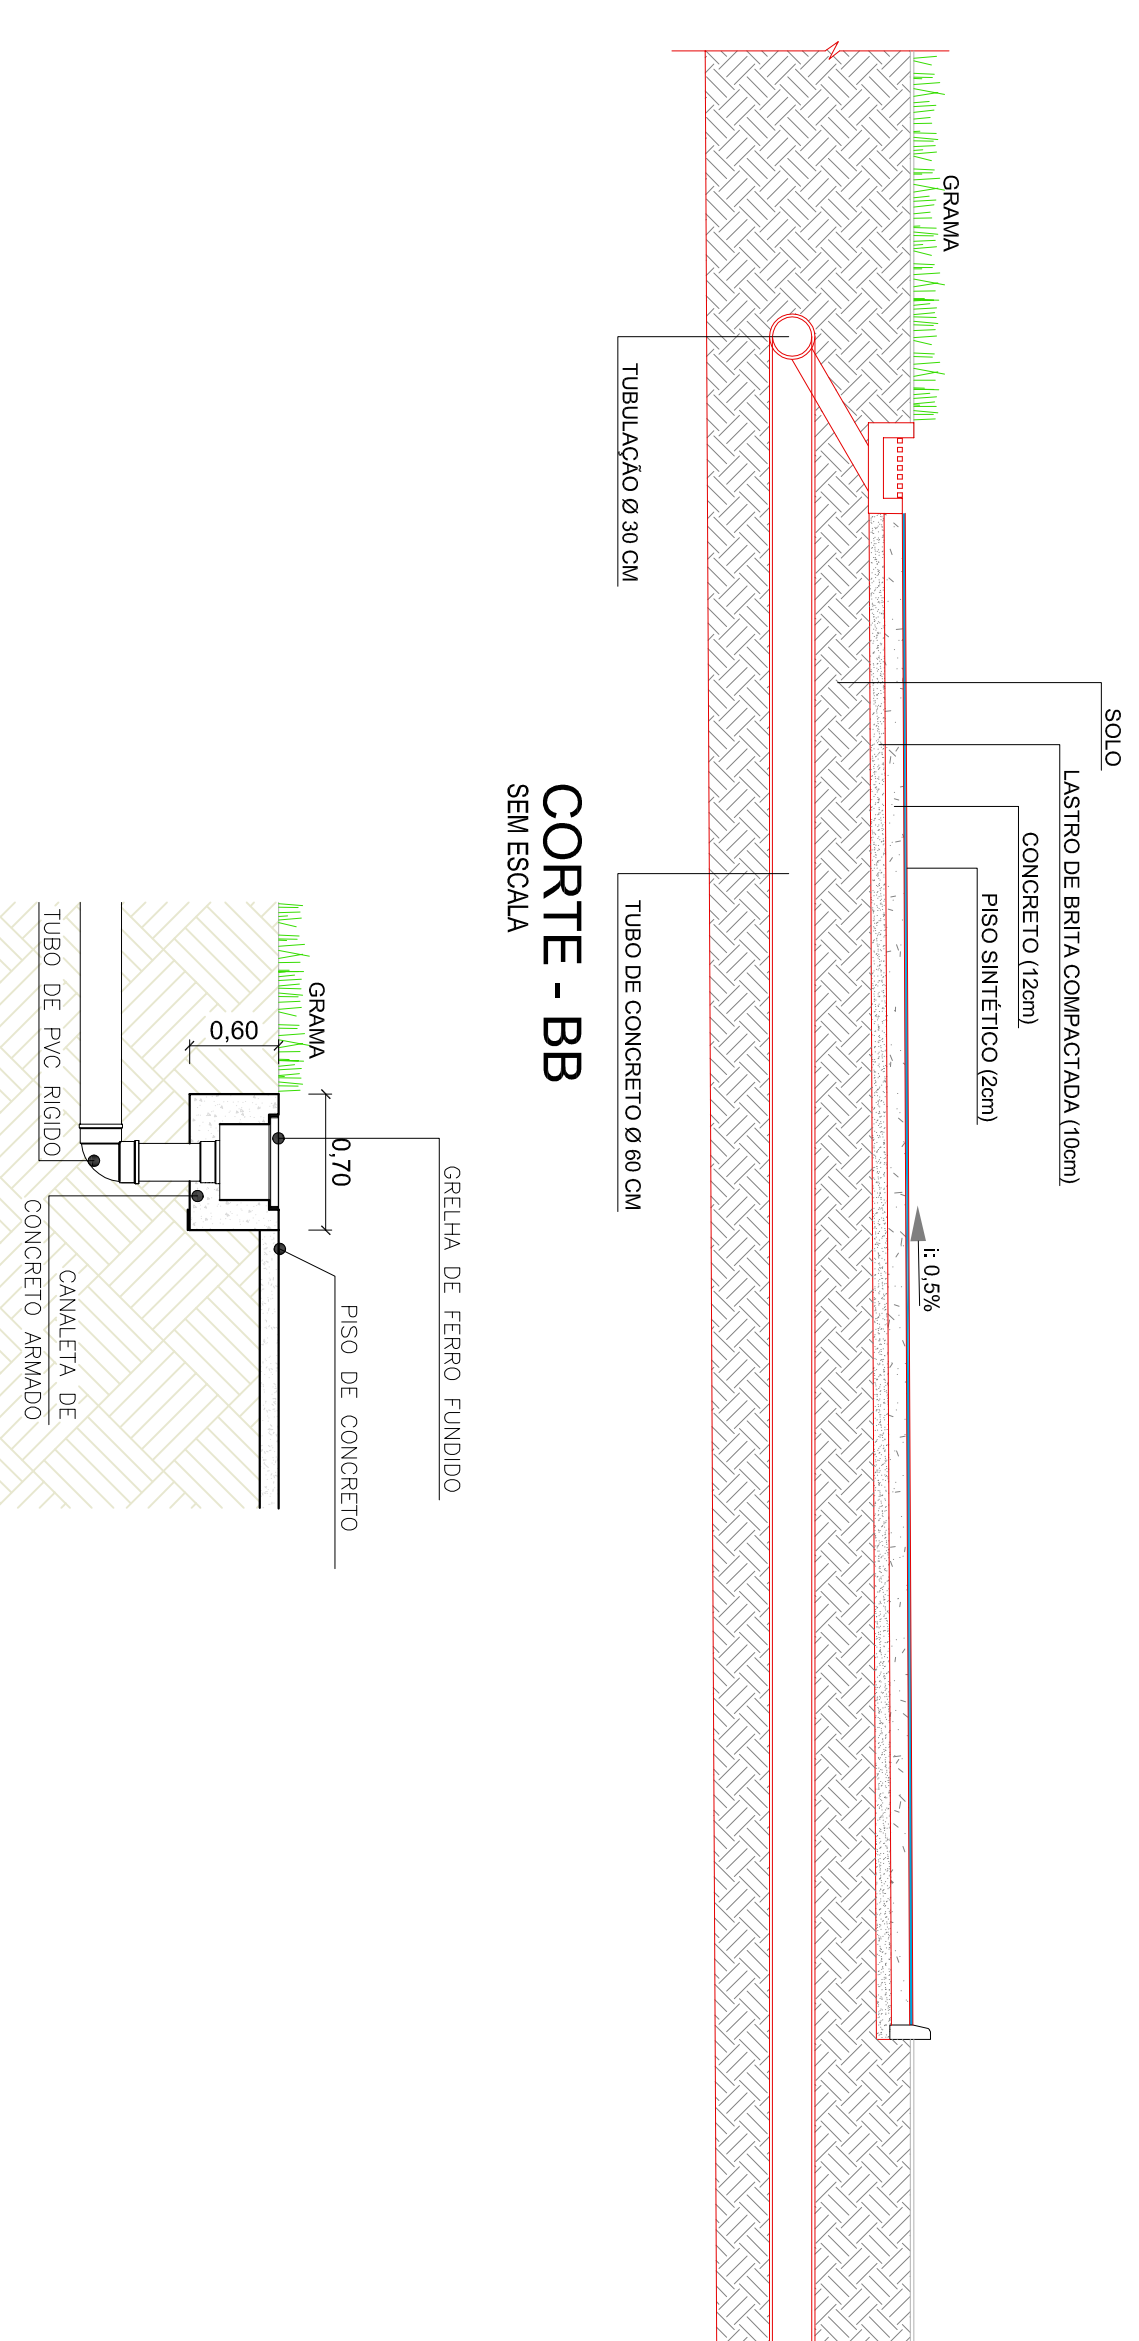 SOLO
LASTRO DE BRITA COMPACTADA (10cm)
CONCRETO (12cm)
PISO SINTÉTICO (2cm)
GRAMA
i: 0,5%
TUBULAÇÃO Ø 30 CM
TUBO DE CONCRETO Ø 60 CM
CORTE - BB
SEM ESCALA
GRELHA DE FERRO FUNDIDO
PISO DE CONCRETO
0,70
GRAMA
0,60
TUBO DE PVC RIGIDO
CANALETA DE
CONCRETO ARMADO